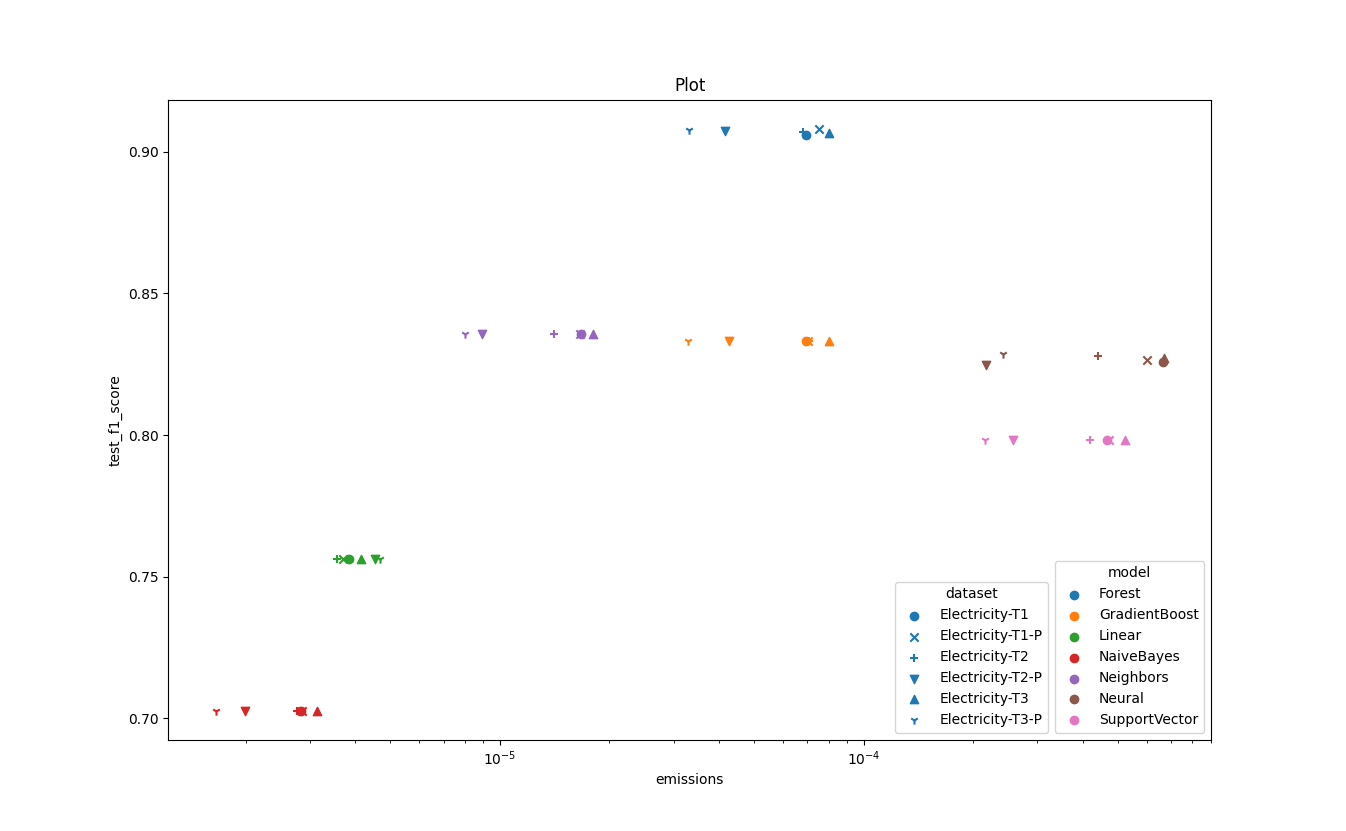 Plot
0.90
0.85
0.80
0.75
0.70
test_f1_score
10⁻⁵
10⁻⁴
emissions
dataset
Electricity-T1
Electricity-T1-P
Electricity-T2
Electricity-T2-P
Electricity-T3
Electricity-T3-P
model
Forest
GradientBoost
Linear
NaiveBayes
Neighbors
Neural
SupportVector